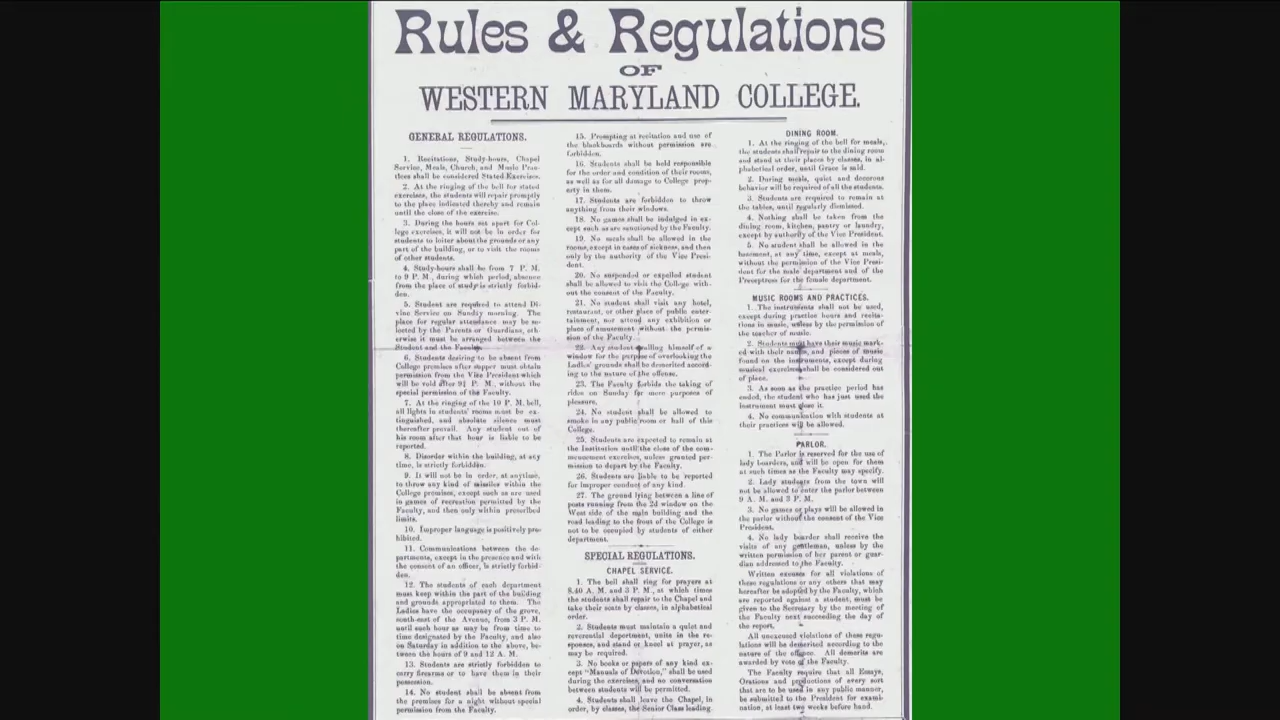 Rules & Regulations
OF
WESTERN MARYLAND COLLEGE.
GENERAL REGULATIONS.
1. Recitations, Study-hours, Chapel
Service, Meals, Church, and Music Prac-
tices shall be considered Stated Exercises.
2. At the ringing of the bell for stated
exercises, the students will repair promptly
to the place indicated thereby and remain
until the close of the exercise.
3. During the hours set apart for Col-
lege exercises, it will not be in order for
students to loiter about the grounds or any
part of the building, or to visit the rooms
of other students.
4. Study-hours shall be from 7 P. M.
to 9 P. M., during which period, absence
from the place of study is strictly forbid-
den.
5. Student are required to attend Di-
vine Service on Sunday morning. The
place for regular attendance may be se-
lected by the Parents or Guardians, oth-
erwise it must be arranged between the
Student and the Faculty.
6. Students desiring to be absent from
College premises after supper must obtain
permission from the Vice President which
will be void after 9¼ P. M., without the
special permission of the Faculty.
7. At the ringing of the 10 P. M. bell,
all lights in students' rooms must be ex-
tinguished, and absolute silence must
thereafter prevail. Any student out of
his room after that hour is liable to be
reported.
8. Disorder within the building, at any
time, is strictly forbidden.
9. It will not be in order, at anytime,
to throw any kind of missiles within the
College premises, except such as are used
in games of recreation permitted by the
Faculty, and then only within prescribed
limits.
10. Improper language is positively pro-
hibited.
11. Communications between the de-
partments, except in the presence and with
the consent of an officer, is strictly forbid-
den.
12. The students of each department
must keep within the part of the building
and grounds appropriated to them. The
Ladies have the occupancy of the grove,
south-east of the Avenue, from 3 P. M.
until such hour as may be from time to
time designated by the Faculty, and also
on Saturday in addition to the above, be-
tween the hours of 9 and 12 A. M.
13. Students are strictly forbidden to
carry firearms or to have them in their
possession.
14. No student shall be absent from
the premises for a night without special
permission from the Faculty.
15. Prompting at recitation and use of
the blackboards without permission are
forbidden.
16. Students shall be held responsible
for the order and condition of their rooms,
as well as for all damage to College prop-
erty in them.
17. Students are forbidden to throw
anything from their windows.
18. No games shall be indulged in ex-
cept such as are sanctioned by the Faculty.
19. No meals shall be allowed in the
rooms, except in cases of sickness, and then
only by the authority of the Vice Presi-
dent.
20. No suspended or expelled student
shall be allowed to visit the College with-
out the consent of the Faculty.
21. No student shall visit any hotel,
restaurant, or other place of public enter-
tainment, nor attend any exhibition or
place of amusement without the permis-
sion of the Faculty.
22. Any student availing himself of a
window for the purpose of overlooking the
Ladies' grounds shall be demerited accord-
ing to the nature of the offense.
23. The Faculty forbids the taking of
rides on Sunday for mere purposes of
pleasure.
24. No student shall be allowed to
smoke in any public room or hall of this
College.
25. Students are expected to remain at
the Institution until the close of the com-
mencement exercises, unless granted per-
mission to depart by the Faculty.
26. Students are liable to be reported
for Improper conduct of any kind.
27. The ground lying between a line of
posts running from the 2d window on the
West side of the main building and the
road leading to the front of the College is
not to be occupied by students of either
department.
SPECIAL REGULATIONS.
CHAPEL SERVICE.
1. The bell shall ring for prayers at
8.40 A. M. and 3 P. M., at which times
the students shall repair to the Chapel and
take their seats by classes, in alphabetical
order.
2. Students must maintain a quiet and
reverential department, unite in the re-
sponses, and stand or kneel at prayer, as
may be required.
3. No books or papers of any kind ex-
cept "Manuals of Devotion," shall be used
during the exercises, and no conversation
between students will be permitted.
4. Students shall leave the Chapel, in
order, by classes, the Senior Class leading.
DINING ROOM.
1. At the ringing of the bell for meals,
the students shall repair to the dining room
and stand at their places by classes, in al-
phabetical order, until Grace is said.
2. During meals, quiet and decorous
behavior will be required of all the students.
3. Students are required to remain at
the tables, until regularly dismissed.
4. Nothing shall be taken from the
dining room, kitchen, pantry or laundry,
except by authority of the Vice President.
5. No student shall be allowed in the
basement, at any time, except at meals,
without the permission of the Vice Presi-
dent for the male department and of the
Preceptress for the female department.
MUSIC ROOMS AND PRACTICES.
1. The instruments shall not be used,
except during practice hours and recita-
tions in music, unless by the permission of
the teacher of music.
2. Students must have their music mark-
ed with their names, and pieces of music
found on the instruments, except during
musical exercises shall be considered out
of place.
3. As soon as the practice period has
ended, the student who has just used the
instrument must close it.
4. No communication with students at
their practices will be allowed.
PARLOR.
1. The Parlor is reserved for the use of
lady boarders, and will be open for them
at such times as the Faculty may specify.
2. Lady students from the town will
not be allowed to enter the parlor between
9 A. M. and 3 P. M.
3. No games or plays will be allowed in
the parlor without the consent of the Vice
President.
4. No lady boarder shall receive the
visits of any gentleman, unless by the
written permission of her parent or guar-
dian addressed to the Faculty.
Written excuses for all violations of
these regulations or any others that may
hereafter be adopted by the Faculty, which
are reported against a student, must be
given to the Secretary by the meeting of
the Faculty next succeeding the day of
the report.
All unexcused violations of these regu-
lations will be demerited according to the
nature of the offense. All demerits are
awarded by vote of the Faculty.
The Faculty require that all Essays,
Orations and productions of every sort
that are to be used in any public manner,
be submitted to the President for exami-
nation, at least two weeks before hand.